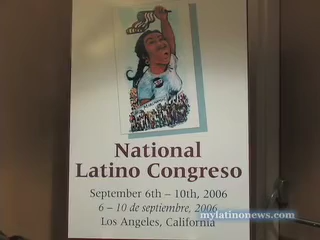 National
Latino Congreso
September 6th – 10th, 2006
6 – 10 de septiembre, 2006
Los Angeles, California
mylatinonews.com